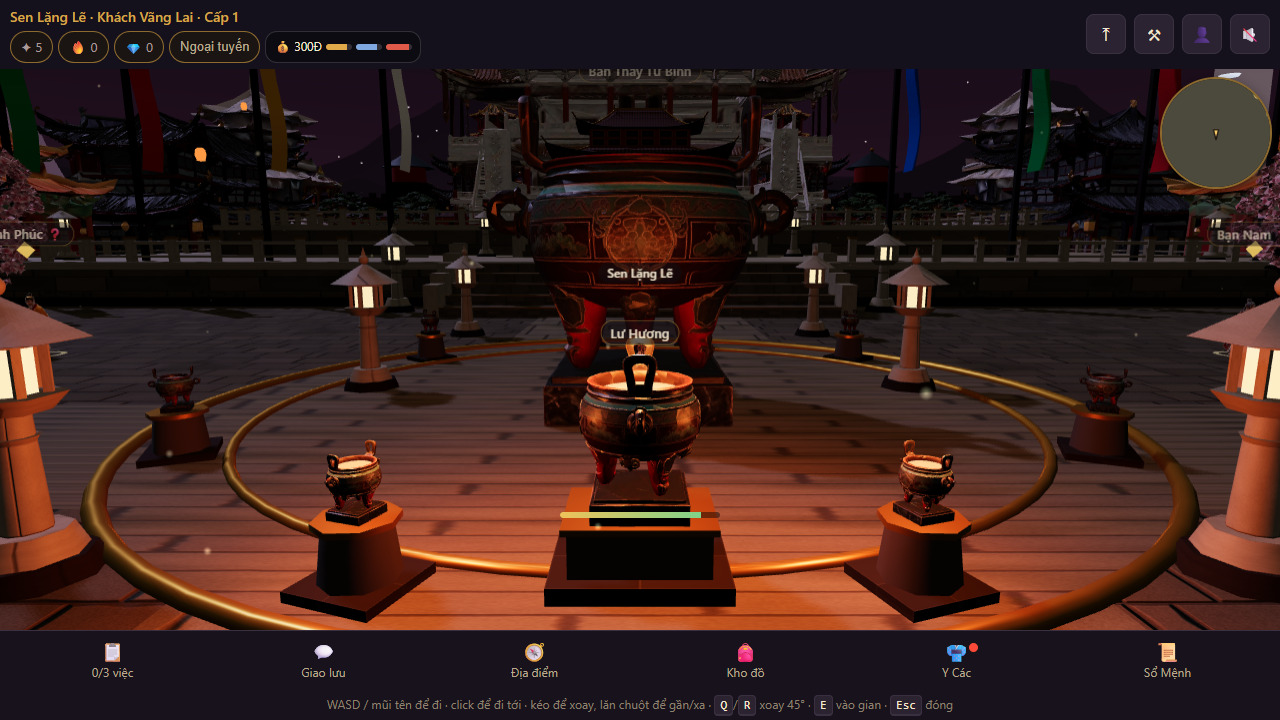 Sen Lặng Lẽ · Khách Vãng Lai · Cấp 1
5
0
0
Ngoại tuyến
300Đ
Bàn Thầy Tứ Bình
nh Phúc ?
Bạn Nam
Sen Lặng Lẽ
Lư Hương
0/3 việc
Giao lưu
Địa điểm
Kho đồ
Y Các
Sổ Mệnh
WASD / mũi tên để đi · click để đi tới · kéo để xoay, lăn chuột để gần/xa · Q / R xoay 45° · E vào gian · Esc đóng